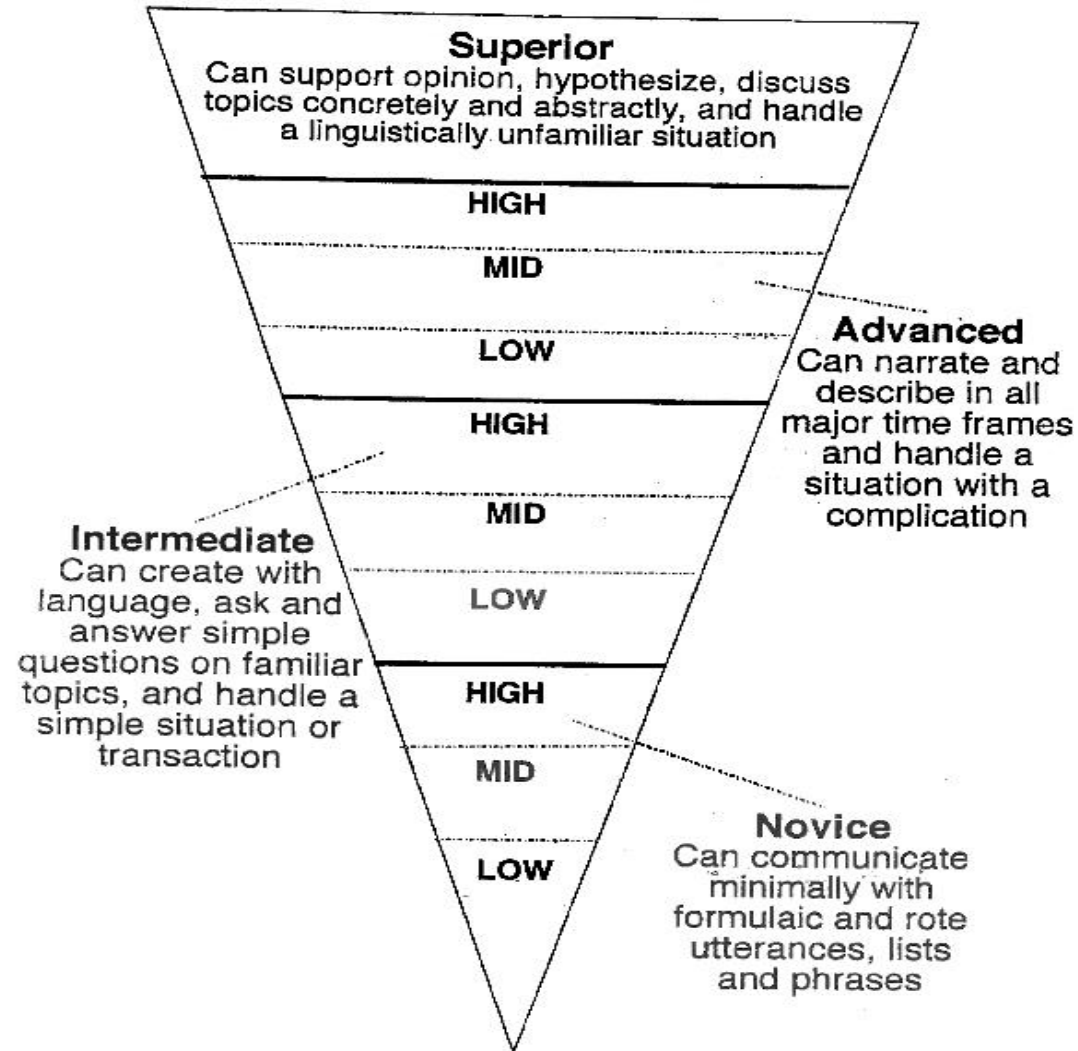 Superior
Can support opinion, hypothesize, discuss
topics concretely and abstractly, and handle
a linguistically unfamiliar situation
HIGH
MID
LOW
Advanced
Can narrate and
describe in all
major time frames
and handle a
situation with a
complication
HIGH
MID
LOW
Intermediate
Can create with
language, ask and
answer simple
questions on familiar
topics, and handle a
simple situation or
transaction
HIGH
MID
LOW
Novice
Can communicate
minimally with
formulaic and rote
utterances, lists
and phrases